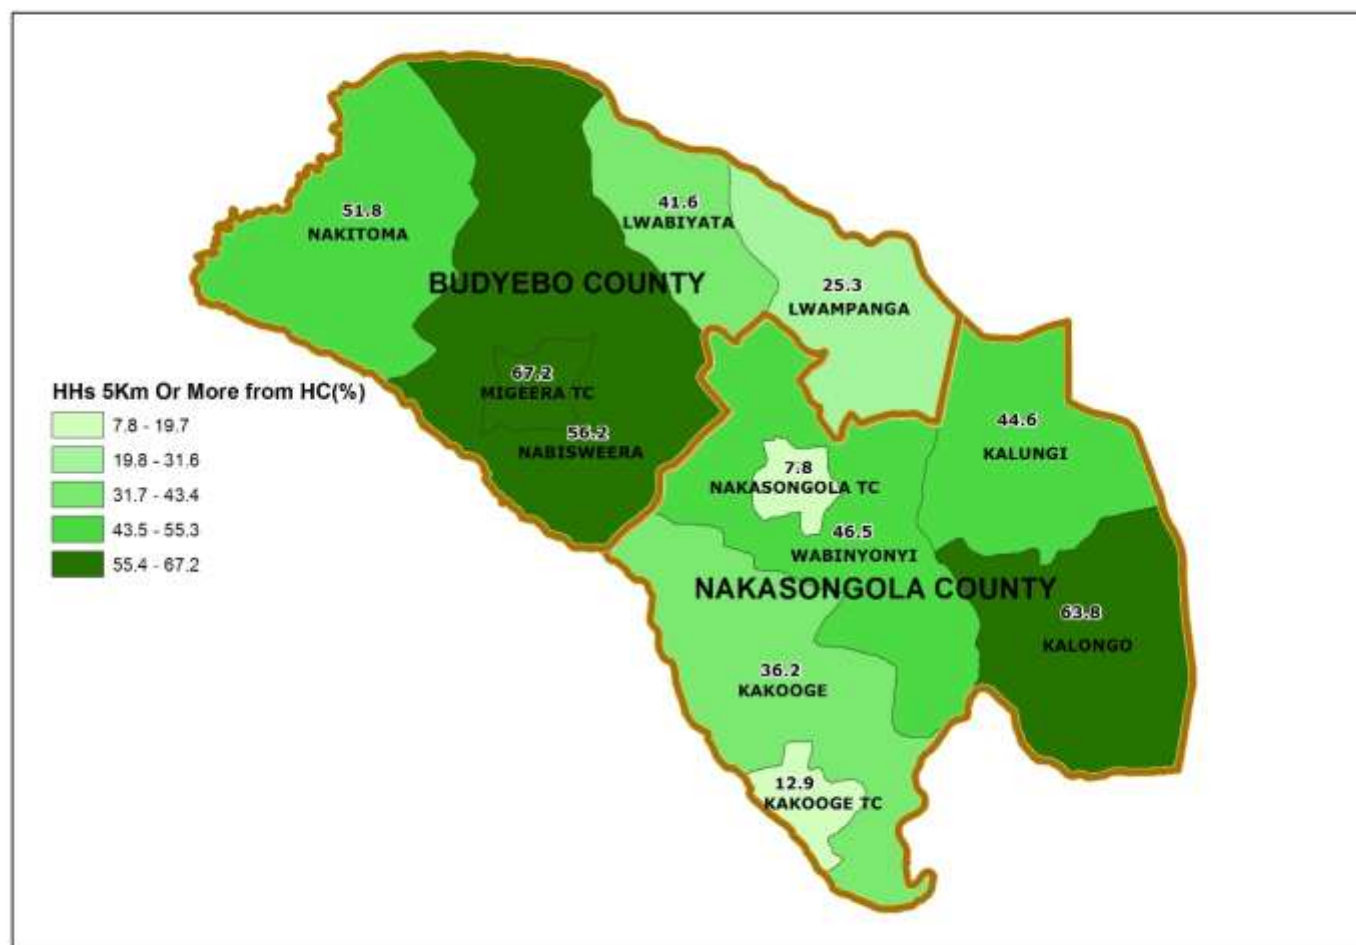 51.8
NAKITOMA
41.6
LWABIYATA
BUDYEBO COUNTY
25.3
LWAMPANGA
67.2
MIGEERA TC
56.2
NABISWEERA
44.6
KALUNGI
7.8
NAKASONGOLA TC
46.5
WABINYONYI
NAKASONGOLA COUNTY
63.8
KALONGO
36.2
KAKOOGE
12.9
KAKOOGE TC
HHs 5Km Or More from HC(%)
7.8 - 19.7
19.8 - 31.6
31.7 - 43.4
43.5 - 55.3
55.4 - 67.2